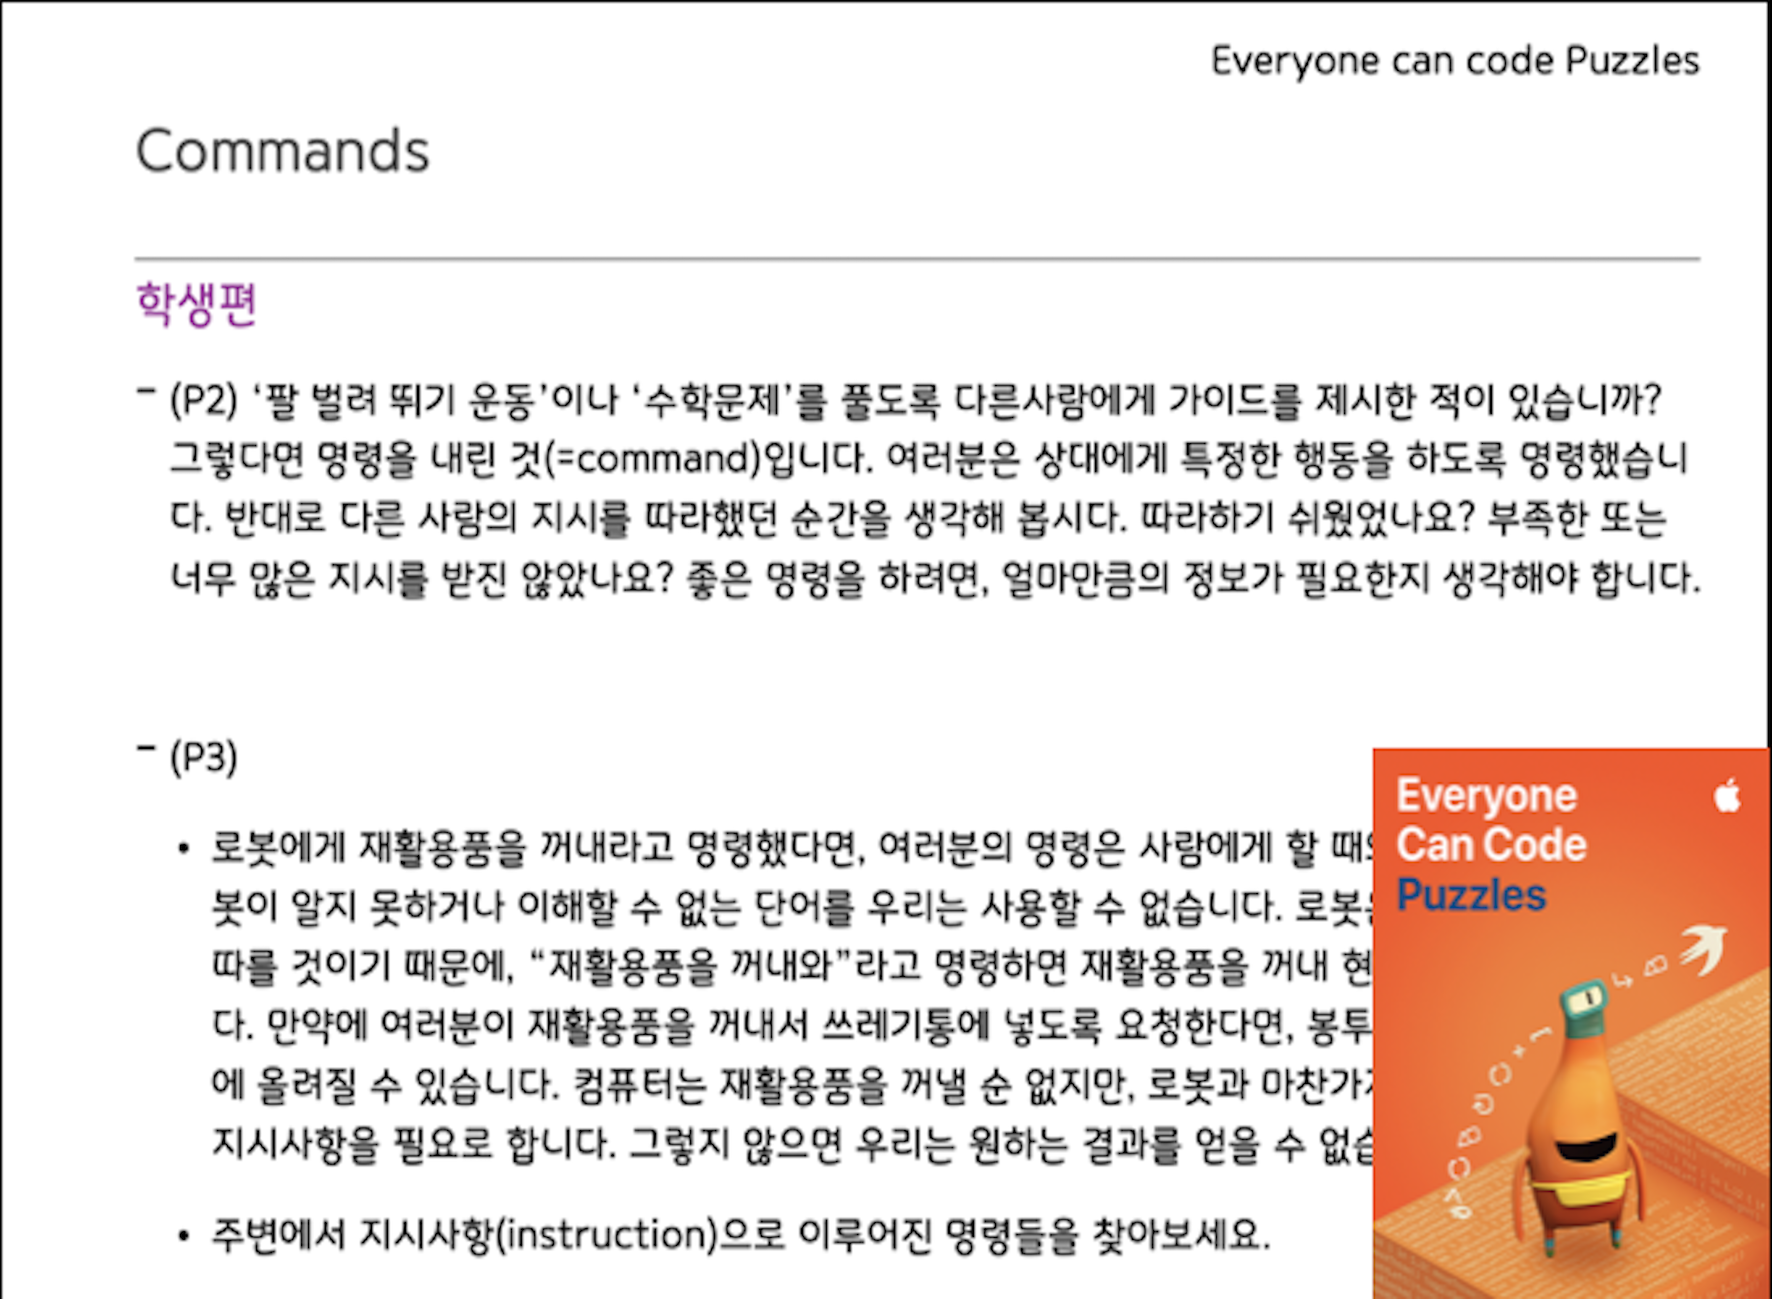 Everyone can code Puzzles
Commands
학생편
– (P2) ‘팔 벌려 뛰기 운동’이나 ‘수학문제’를 풀도록 다른사람에게 가이드를 제시한 적이 있습니까?
그렇다면 명령을 내린 것(=command)입니다. 여러분은 상대에게 특정한 행동을 하도록 명령했습니
다. 반대로 다른 사람의 지시를 따라했던 순간을 생각해 봅시다. 따라하기 쉬웠었나요? 부족한 또는
너무 많은 지시를 받진 않았나요? 좋은 명령을 하려면, 얼마만큼의 정보가 필요한지 생각해야 합니다.
– (P3)
• 로봇에게 재활용품을 꺼내라고 명령했다면, 여러분의 명령은 사람에게 할
봇이 알지 못하거나 이해할 수 없는 단어를 우리는 사용할 수 없습니다.
따를 것이기 때문에, “재활용품을 꺼내와”라고 명령하면 재활용품을 꺼내
다. 만약에 여러분이 재활용품을 꺼내서 쓰레기통에 넣도록 요청한다면, 봉투
에 올려질 수 있습니다. 컴퓨터는 재활용품을 꺼낼 순 없지만, 로봇과
지시사항을 필요로 합니다. 그렇지 않으면 우리는 원하는 결과를 얻을 수
• 주변에서 지시사항(instruction)으로 이루어진 명령들을 찾아보세요.
Everyone
Can Code
Puzzles